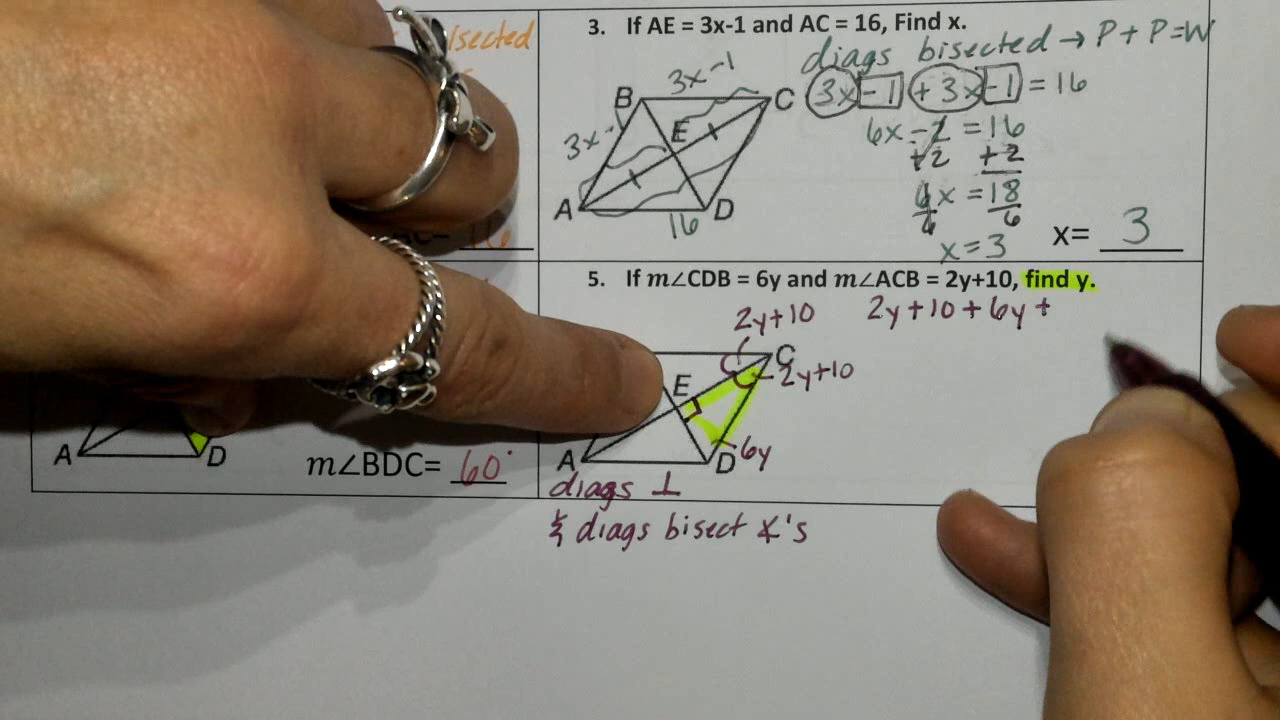 isected
3. If AE = 3x-1 and AC = 16, Find x.
diags bisected → P + P = W
3x - 1 + 3x - 1 = 16
6x - 2 = 16
+2 +2
6x = 18
6 6
x = 3
x= 3
3x-1
B
C
3x-
E
A
D
16
16
5. If m∠CDB = 6y and m∠ACB = 2y+10, find y.
2y+10 2y+10+6y+
C
2y+10
E
A
D
6y
diags ⊥
& diags bisect ∡'s
A
D
m∠BDC= 60°